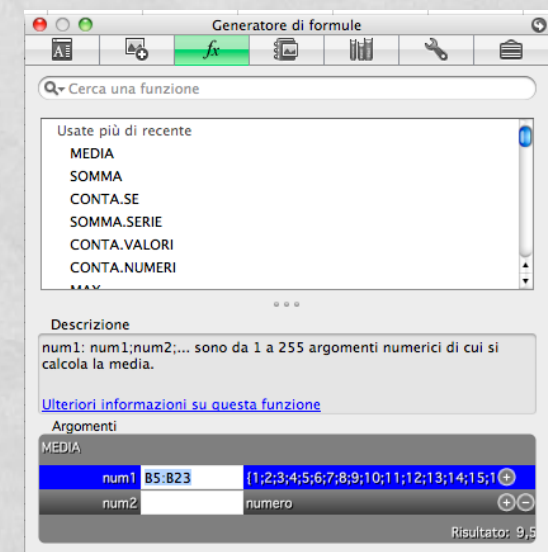 Generatore di formule
fx
Cerca una funzione
Usate più di recente
MEDIA
SOMMA
CONTA.SE
SOMMA.SERIE
CONTA.VALORI
CONTA.NUMERI
MAX
Descrizione
num1: num1;num2;... sono da 1 a 255 argomenti numerici di cui si
calcola la media.
Ulteriori informazioni su questa funzione
Argomenti
MEDIA
num1 B5:B23 {1;2;3;4;5;6;7;8;9;10;11;12;13;14;15;1
num2 numero
Risultato: 9,5